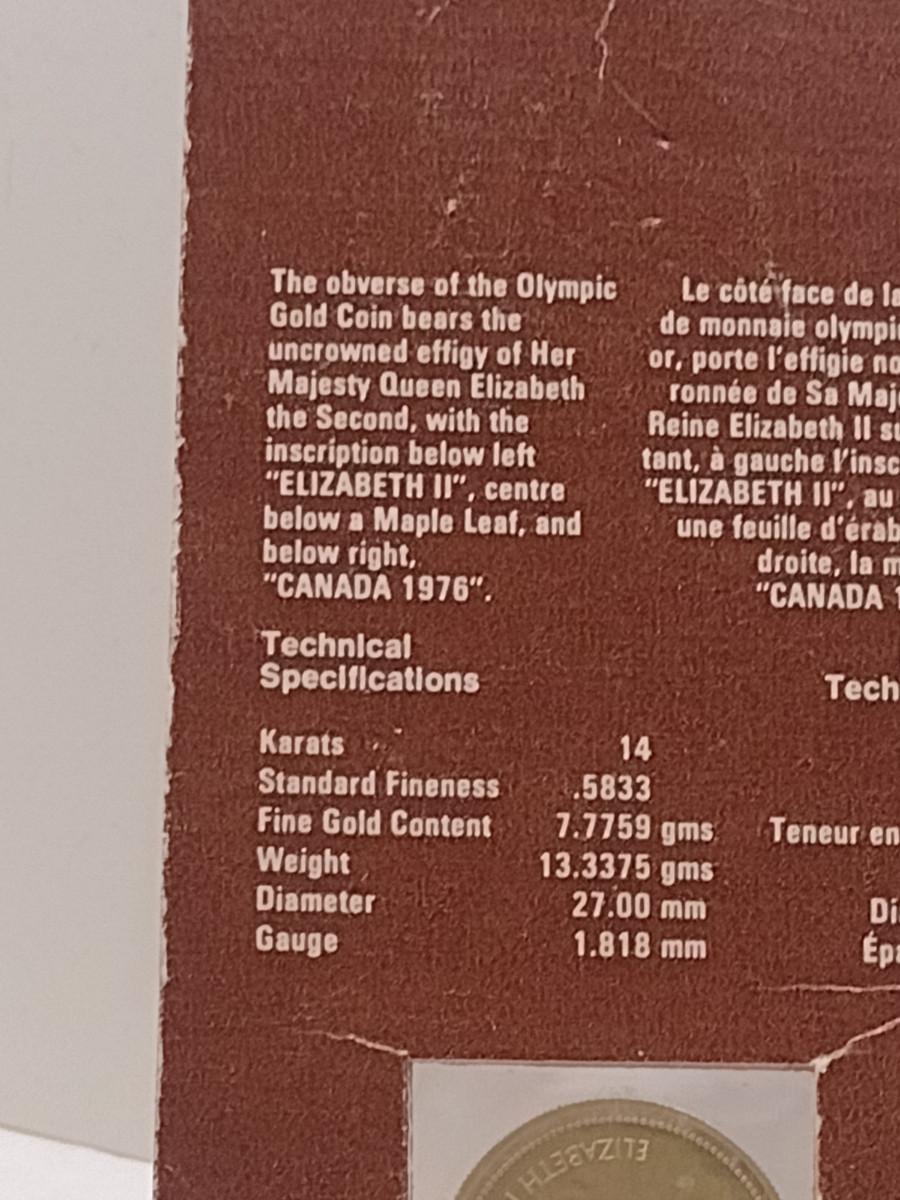 The obverse of the Olympic
Gold Coin bears the
uncrowned effigy of Her
Majesty Queen Elizabeth
the Second, with the
inscription below left
"ELIZABETH II", centre
below a Maple Leaf, and
below right,
"CANADA 1976".
Technical
Specifications
Karats 14
Standard Fineness .5833
Fine Gold Content 7.7759 gms
Weight 13.3375 gms
Diameter 27.00 mm
Gauge 1.818 mm
Le côté face de la
de monnaie olympi
or, porte l'effigie no
ronnée de Sa Maj
Reine Elizabeth II su
tant, à gauche l'insc
"ELIZABETH II", au
une feuille d'érab
droite, la m
"CANADA 1
Tech
Teneur en
Di
Épa
ELIZABETH